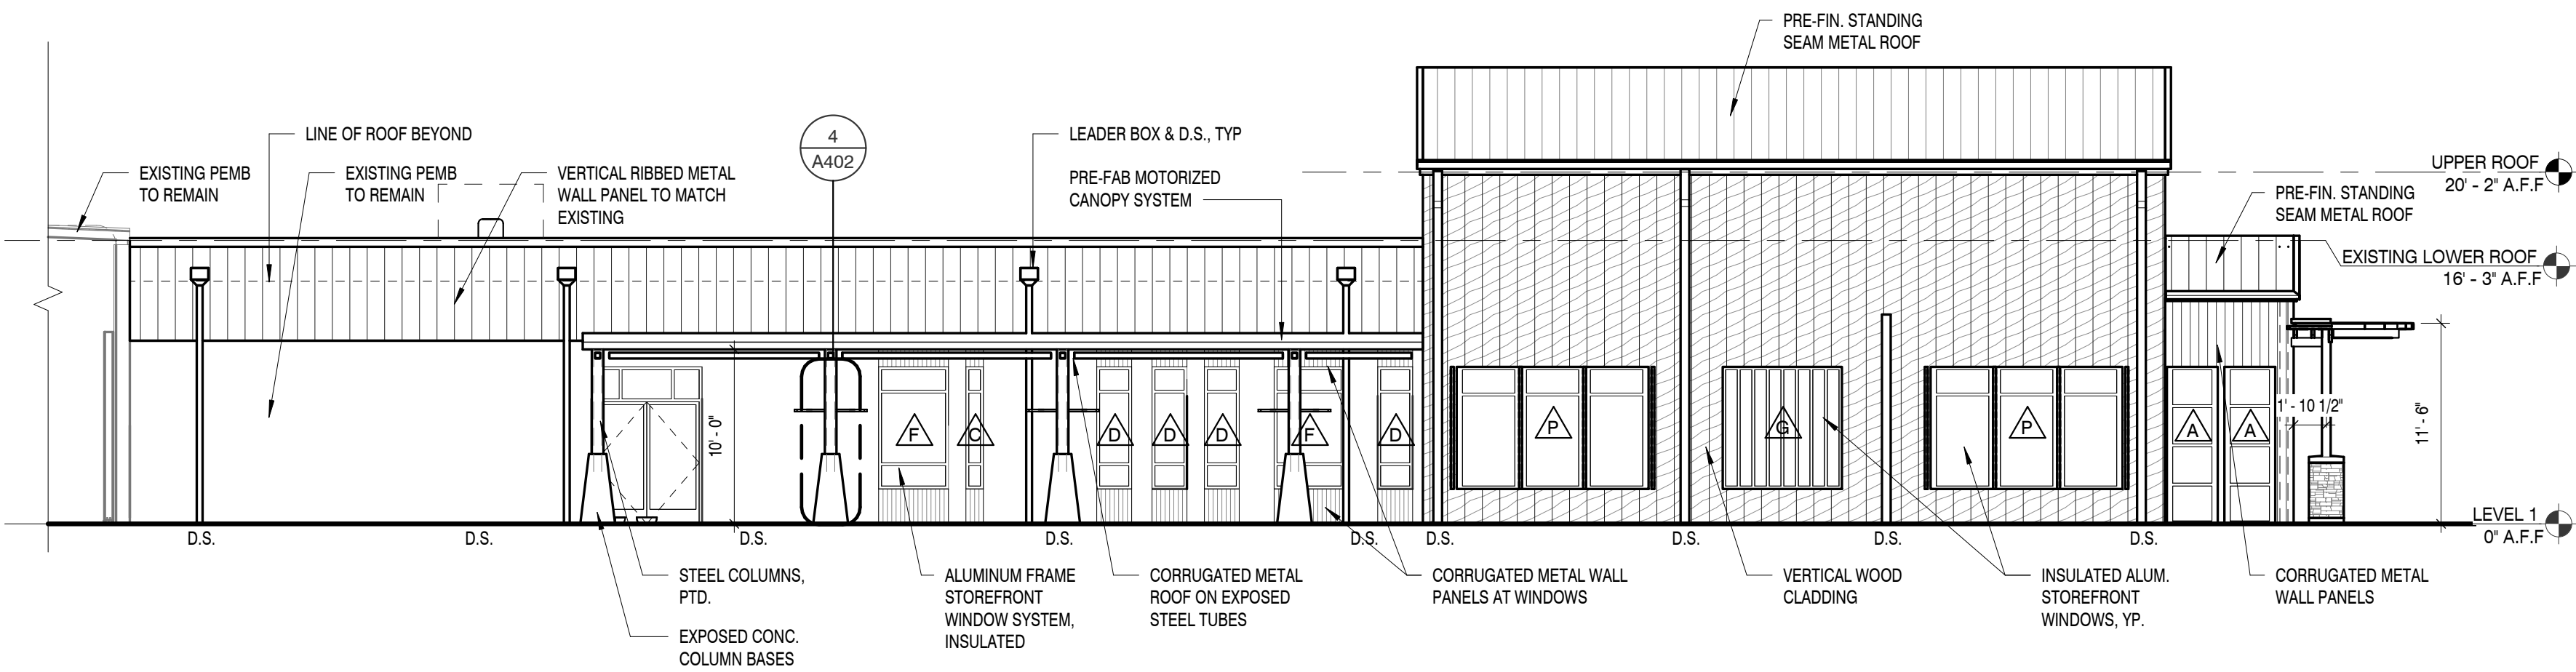 PRE-FIN. STANDING
SEAM METAL ROOF
LINE OF ROOF BEYOND
4
A402
LEADER BOX & D.S., TYP
EXISTING PEMB
TO REMAIN
EXISTING PEMB
TO REMAIN
VERTICAL RIBBED METAL
WALL PANEL TO MATCH
EXISTING
PRE-FAB MOTORIZED
CANOPY SYSTEM
UPPER ROOF
20' - 2" A.F.F
PRE-FIN. STANDING
SEAM METAL ROOF
EXISTING LOWER ROOF
16' - 3" A.F.F
10' - 0"
F
C
D
D
D
F
D
P
G
P
A
A
1' - 10 1/2"
11' - 6"
LEVEL 1
0" A.F.F
D.S.
D.S.
D.S.
D.S.
D.S.
D.S.
D.S.
D.S.
D.S.
STEEL COLUMNS,
PTD.
EXPOSED CONC.
COLUMN BASES
ALUMINUM FRAME
STOREFRONT
WINDOW SYSTEM,
INSULATED
CORRUGATED METAL
ROOF ON EXPOSED
STEEL TUBES
CORRUGATED METAL WALL
PANELS AT WINDOWS
VERTICAL WOOD
CLADDING
INSULATED ALUM.
STOREFRONT
WINDOWS, YP.
CORRUGATED METAL
WALL PANELS